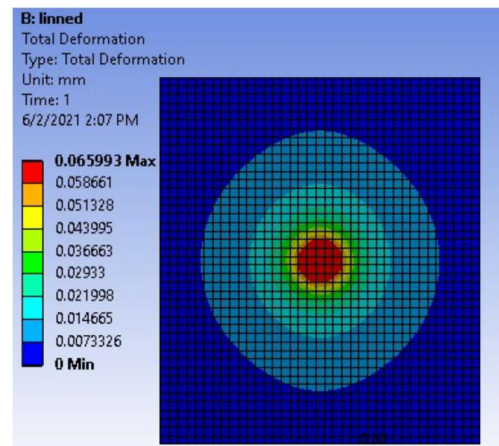 B: linned
Total Deformation
Type: Total Deformation
Unit: mm
Time: 1
6/2/2021 2:07 PM
0.065993 Max
0.058661
0.051328
0.043995
0.036663
0.02933
0.021998
0.014665
0.0073326
0 Min